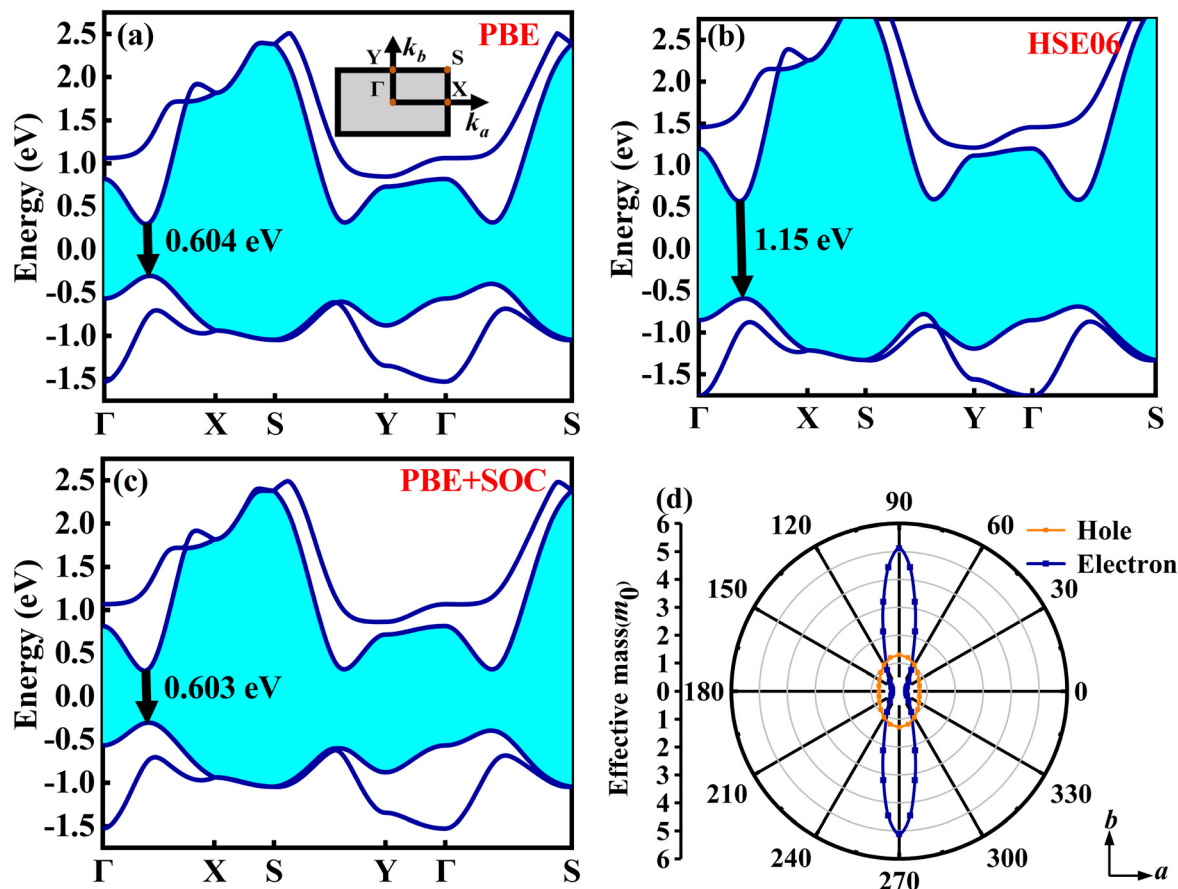 (a)
PBE
Energy (eV)
2.5
2.0
1.5
1.0
0.5
0.0
-0.5
-1.0
-1.5
Y
k_b
S
Γ
X
k_a
0.604 eV
Γ X S Y Γ S
(b)
HSE06
Energy (ev)
2.5
2.0
1.5
1.0
0.5
0.0
-0.5
-1.0
-1.5
1.15 eV
Γ X S Y Γ S
(c)
PBE+SOC
Energy (eV)
2.5
2.0
1.5
1.0
0.5
0.0
-0.5
-1.0
-1.5
0.603 eV
Γ X S Y Γ S
(d)
Effective mass(m0)
6
5
4
3
2
1
0
1
2
3
4
5
6
90
120 60
150 30
180 0
210 330
240 300
270
Hole
Electron
b
a